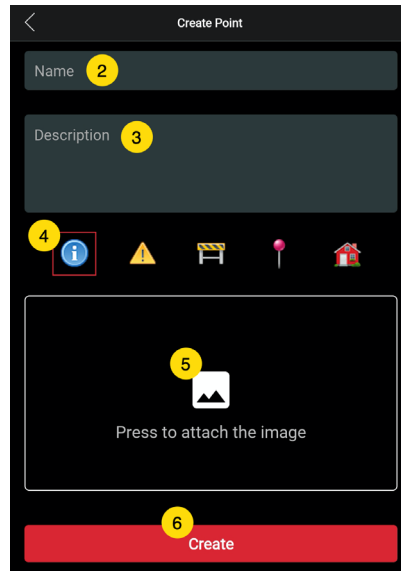 Create Point
Name 2
Description 3
4
5
Press to attach the image
6
Create